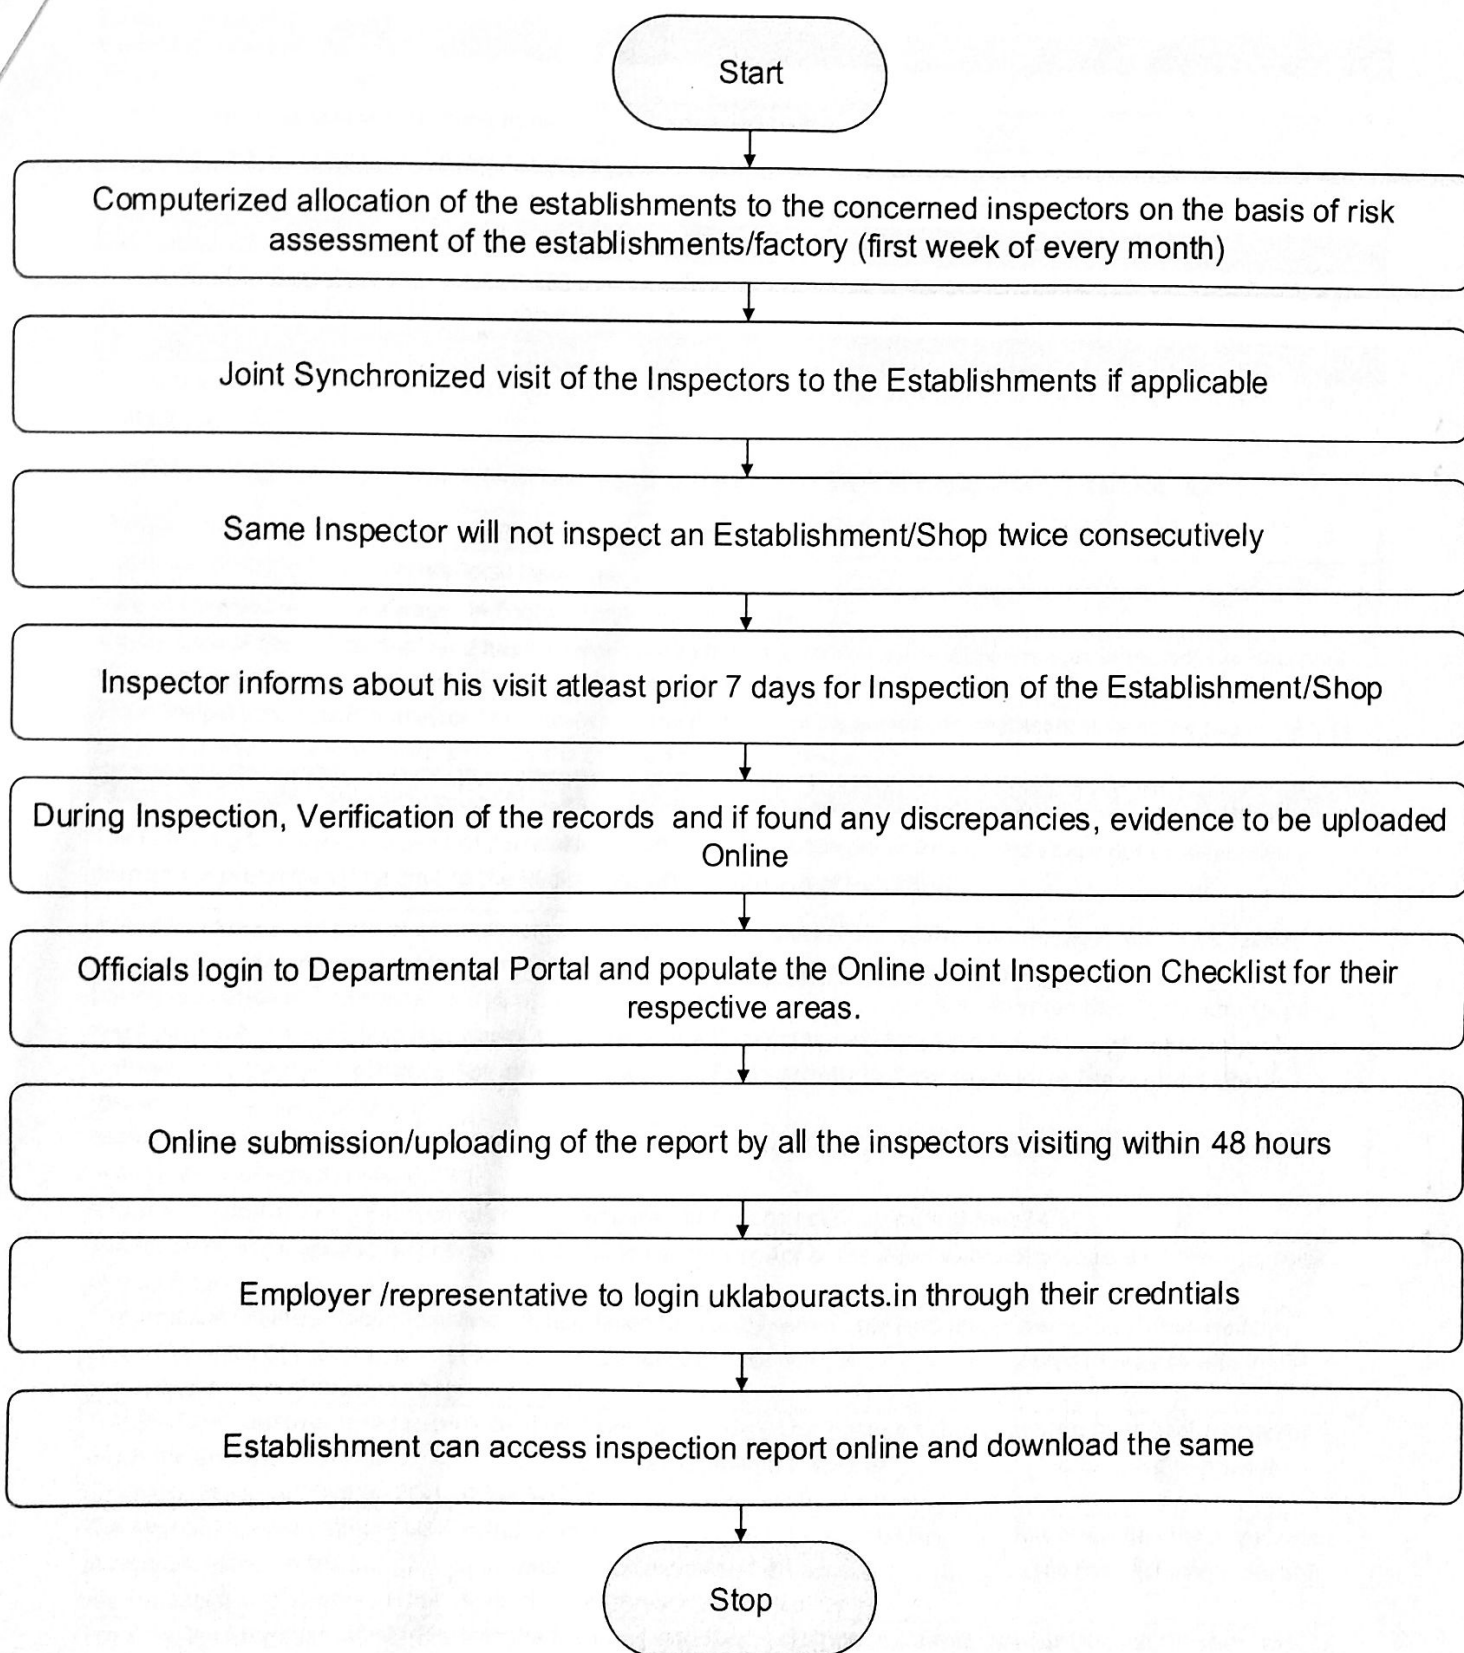 Start
Computerized allocation of the establishments to the concerned inspectors on the basis of risk
assessment of the establishments/factory (first week of every month)
Joint Synchronized visit of the Inspectors to the Establishments if applicable
Same Inspector will not inspect an Establishment/Shop twice consecutively
Inspector informs about his visit atleast prior 7 days for Inspection of the Establishment/Shop
During Inspection, Verification of the records  and if found any discrepancies, evidence to be uploaded
Online
Officials login to Departmental Portal and populate the Online Joint Inspection Checklist for their
respective areas.
Online submission/uploading of the report by all the inspectors visiting within 48 hours
Employer /representative to login uklabouracts.in through their credntials
Establishment can access inspection report online and download the same
Stop